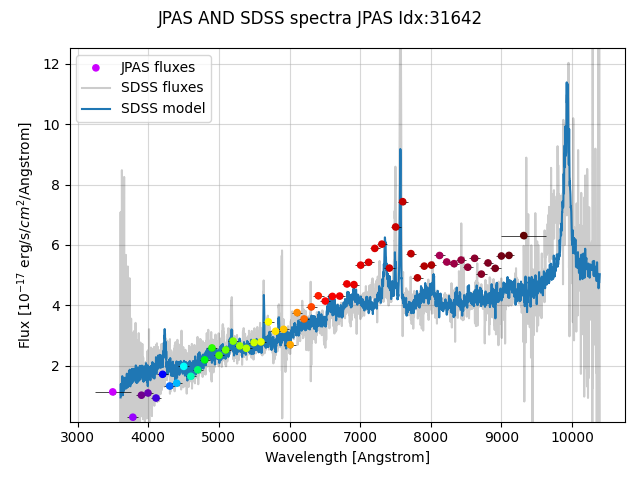 JPAS AND SDSS spectra JPAS Idx:31642
JPAS fluxes
SDSS fluxes
SDSS model
12
10
8
6
4
2
Flux [10⁻¹⁷ erg/s/cm²/Angstrom]
3000 4000 5000 6000 7000 8000 9000 10000
Wavelength [Angstrom]